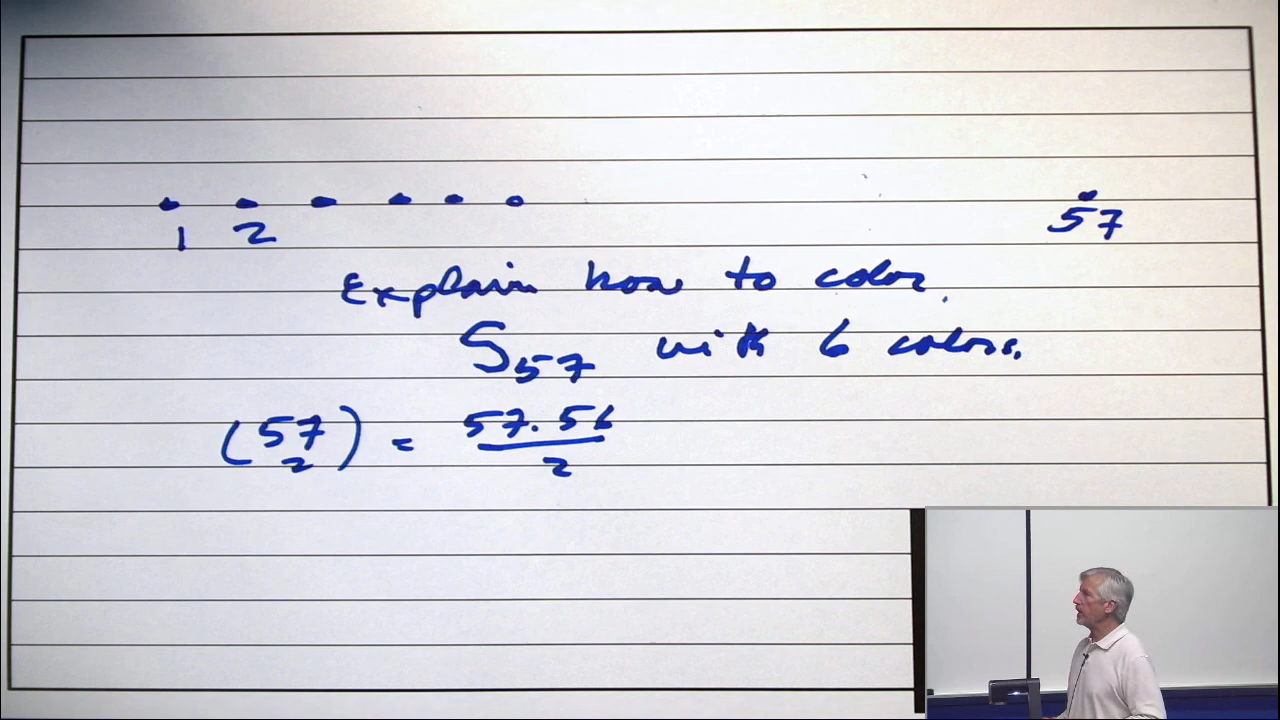 1 2 57
Explain how to color
S57 with 6 colors.
(57 2) = 57.56 / 2